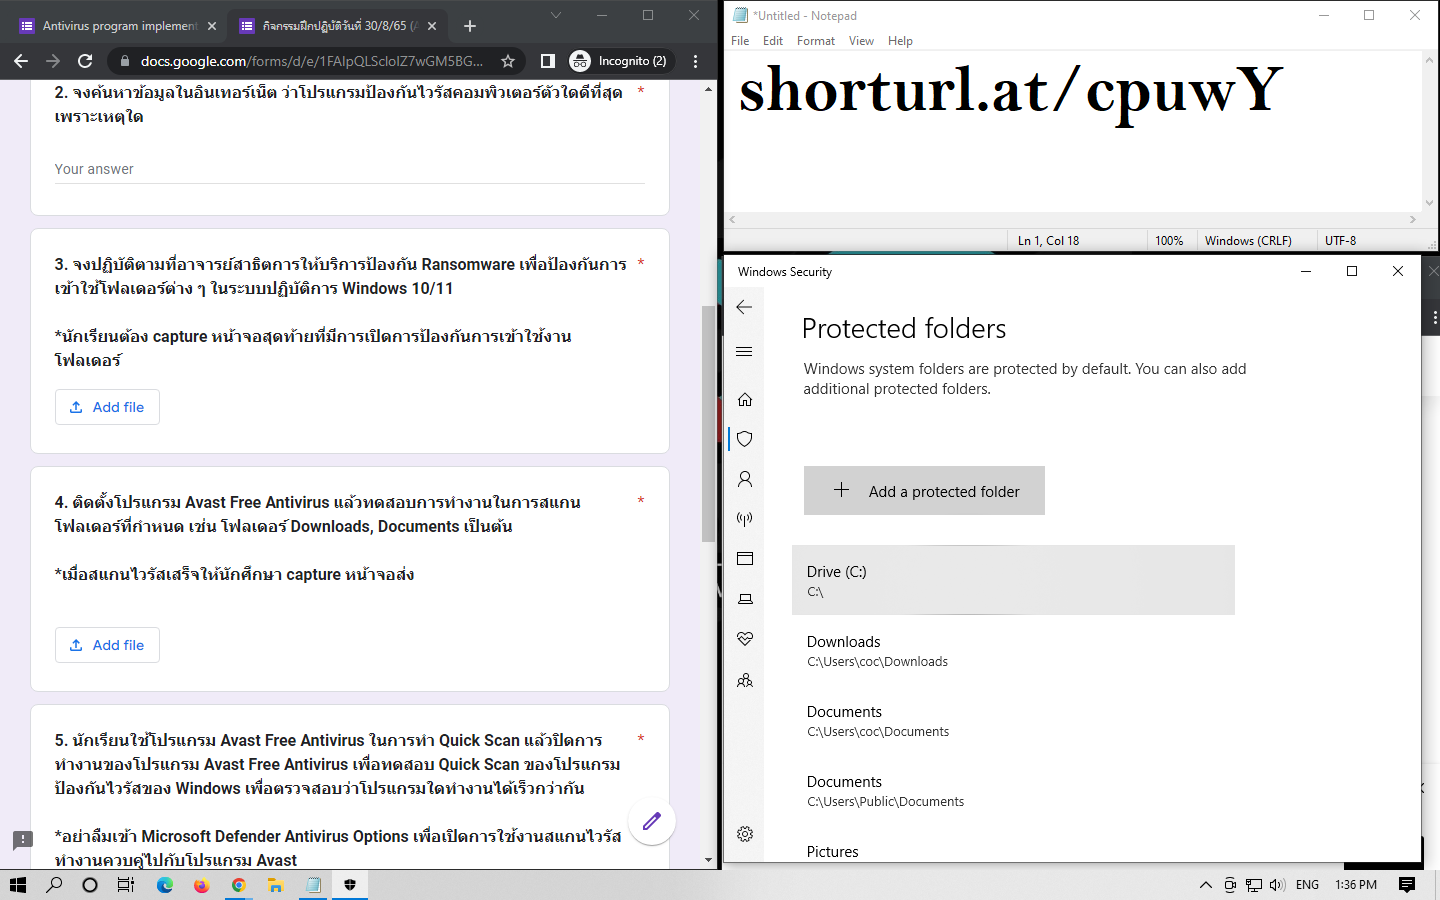 Antivirus program implement
กิจกรรมฝึกปฏิบัติวันที่ 30/8/65 (
docs.google.com/forms/d/e/1FAIpQLScIoIZ7wGM5BG...
Incognito (2)
2. จงค้นหาข้อมูลในอินเทอร์เน็ต ว่าโปรแกรมป้องกันไวรัสคอมพิวเตอร์ตัวใดดีที่สุด *
เพราะเหตุใด
Your answer
3. จงปฏิบัติตามที่อาจารย์สาธิตการให้บริการป้องกัน Ransomware เพื่อป้องกันการ *
เข้าใช้โฟลเดอร์ต่าง ๆ ในระบบปฏิบัติการ Windows 10/11
*นักเรียนต้อง capture หน้าจอสุดท้ายที่มีการเปิดการป้องกันการเข้าใช้งาน
โฟลเดอร์
Add file
4. ติดตั้งโปรแกรม Avast Free Antivirus แล้วทดสอบการทำงานในการสแกน *
โฟลเดอร์ที่กำหนด เช่น โฟลเดอร์ Downloads, Documents เป็นต้น
*เมื่อสแกนไวรัสเสร็จให้นักศึกษา capture หน้าจอส่ง
Add file
5. นักเรียนใช้โปรแกรม Avast Free Antivirus ในการทำ Quick Scan แล้วปิดการ *
ทำงานของโปรแกรม Avast Free Antivirus เพื่อทดสอบ Quick Scan ของโปรแกรม
ป้องกันไวรัสของ Windows เพื่อตรวจสอบว่าโปรแกรมใดทำงานได้เร็วกว่ากัน
*อย่าลืมเข้า Microsoft Defender Antivirus Options เพื่อเปิดการใช้งานสแกนไวรัส
ทำงานควบคู่ไปกับโปรแกรม Avast
*Untitled - Notepad
File Edit Format View Help
shorturl.at/cpuwY
Ln 1, Col 18 100% Windows (CRLF) UTF-8
Windows Security
Protected folders
Windows system folders are protected by default. You can also add
additional protected folders.
Add a protected folder
Drive (C:)
C:\
Downloads
C:\Users\coc\Downloads
Documents
C:\Users\coc\Documents
Documents
C:\Users\Public\Documents
Pictures
ENG 1:36 PM